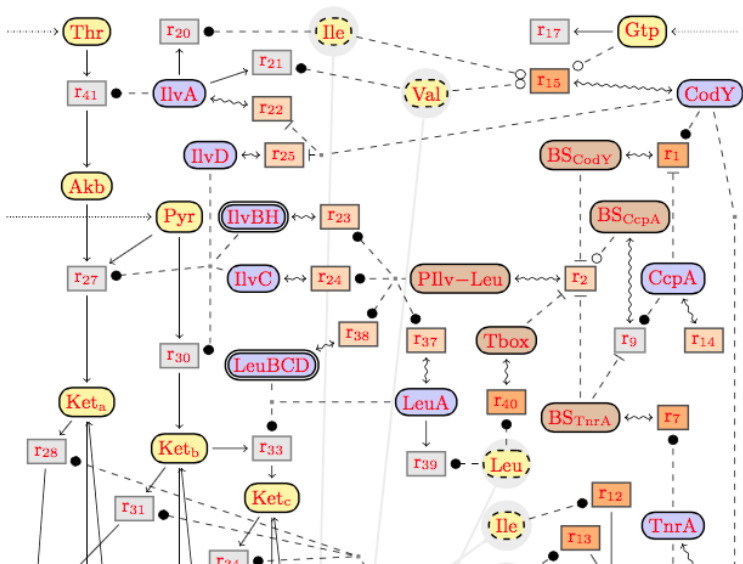 Thr
r20
Ile
r17
Gtp
r21
r15
r41
IlvA
Val
CodY
r22
IlvD
r25
BSCodY
r1
Akb
Pyr
IlvBH
r23
BSCcpA
r27
IlvC
r24
PIlv−Leu
r2
CcpA
r38
r37
Tbox
r9
r14
r30
LeuBCD
Keta
LeuA
r40
BSTnrA
r7
r28
Ketb
r33
r39
Leu
r31
Ketc
r12
Ile
TnrA
r13
r34